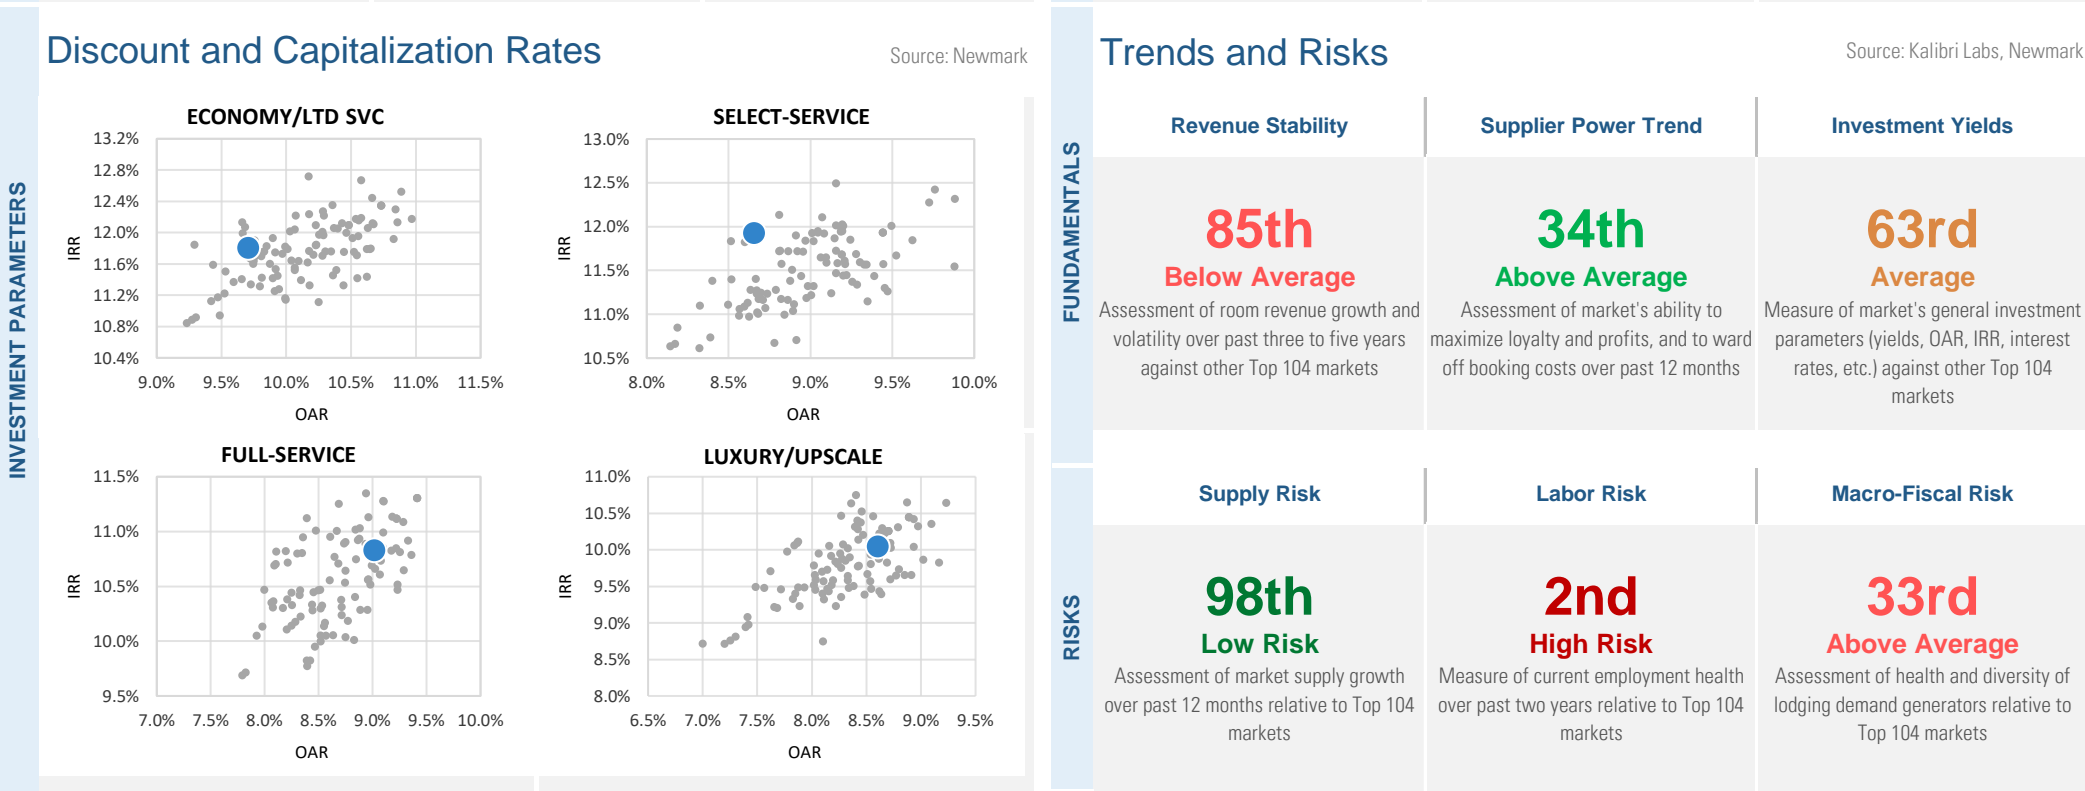 INVESTMENT PARAMETERS
Discount and Capitalization Rates
Source: Newmark
ECONOMY/LTD SVC
13.2%
12.8%
12.4%
12.0%
11.6%
11.2%
10.8%
10.4%
IRR
9.0% 9.5% 10.0% 10.5% 11.0% 11.5%
OAR
SELECT-SERVICE
13.0%
12.5%
12.0%
11.5%
11.0%
10.5%
IRR
8.0% 8.5% 9.0% 9.5% 10.0%
OAR
FULL-SERVICE
11.5%
11.0%
10.5%
10.0%
9.5%
IRR
7.0% 7.5% 8.0% 8.5% 9.0% 9.5% 10.0%
OAR
LUXURY/UPSCALE
11.0%
10.5%
10.0%
9.5%
9.0%
8.5%
8.0%
IRR
6.5% 7.0% 7.5% 8.0% 8.5% 9.0% 9.5%
OAR
Trends and Risks
Source: Kalibri Labs, Newmark
FUNDAMENTALS
Revenue Stability
85th
Below Average
Assessment of room revenue growth and
volatility over past three to five years
against other Top 104 markets
Supplier Power Trend
34th
Above Average
Assessment of market's ability to
maximize loyalty and profits, and to ward
off booking costs over past 12 months
Investment Yields
63rd
Average
Measure of market's general investment
parameters (yields, OAR, IRR, interest
rates, etc.) against other Top 104
markets
RISKS
Supply Risk
98th
Low Risk
Assessment of market supply growth
over past 12 months relative to Top 104
markets
Labor Risk
2nd
High Risk
Measure of current employment health
over past two years relative to Top 104
markets
Macro-Fiscal Risk
33rd
Above Average
Assessment of health and diversity of
lodging demand generators relative to
Top 104 markets